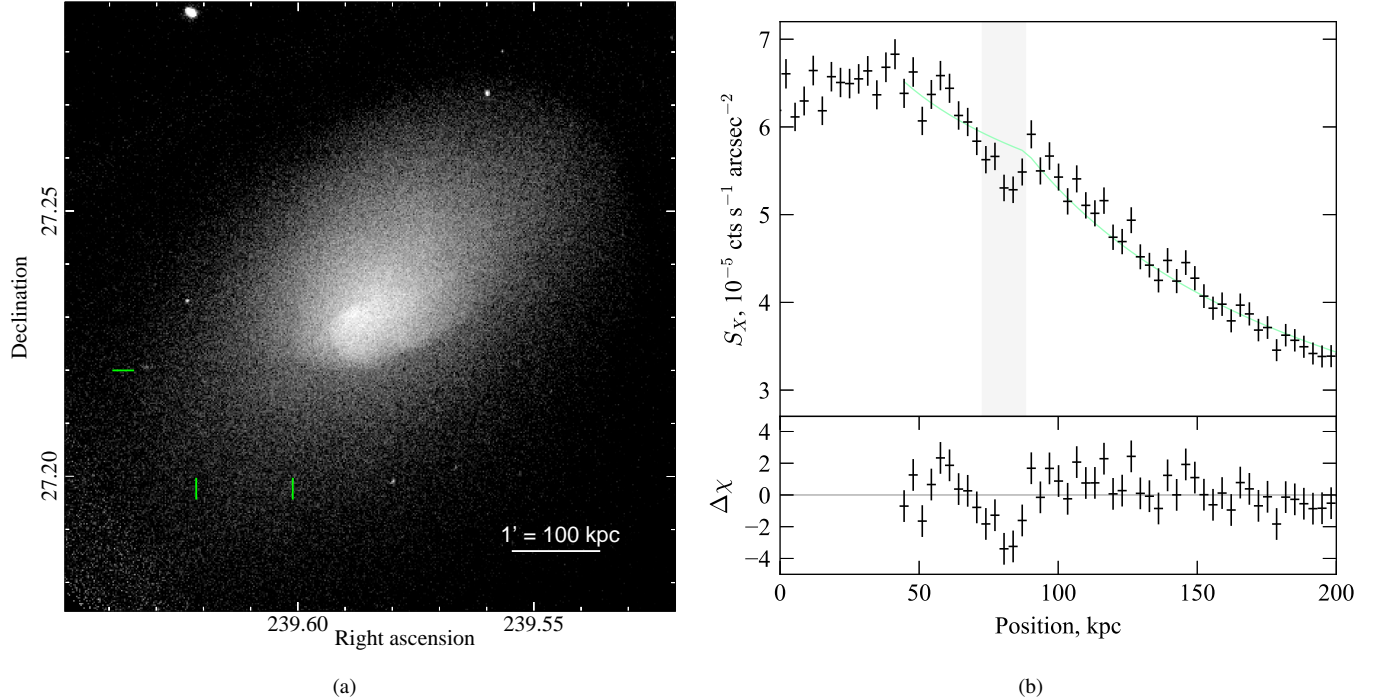 27.25
27.20
Declination
1' = 100 kpc
239.60
239.55
Right ascension
(a)
7
6
5
4
3
S_X, 10^{−5} cts s^{−1} arcsec^{−2}
4
2
0
−2
−4
Δχ
0
50
100
150
200
Position, kpc
(b)